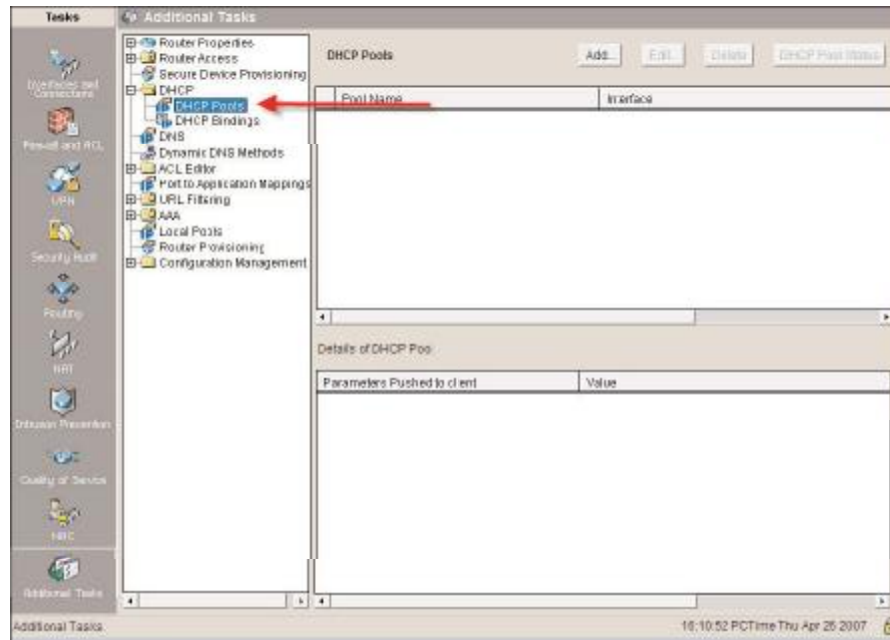 Tasks
Additional Tasks
Router Properties
Router Access
Secure Device Provisioning
DHCP
DHCP Pools
DHCP Bindings
DNS
Dynamic DNS Methods
ACL Editor
Port to Application Mappings
URL Filtering
AAA
Local Pools
Router Provisioning
Configuration Management
Interfaces and
Connections
Firewall and ACL
VPN
Security Audit
Routing
NAT
Intrusion Prevention
Quality of Service
NAC
Additional Tasks
DHCP Pools
Add...
Edit...
Delete
DHCP Pool Status
Pool Name
Interface
Details of DHCP Poo
Parameters Pushed to client
Value
Additional Tasks
16:10:52 PCTime Thu Apr 26 2007